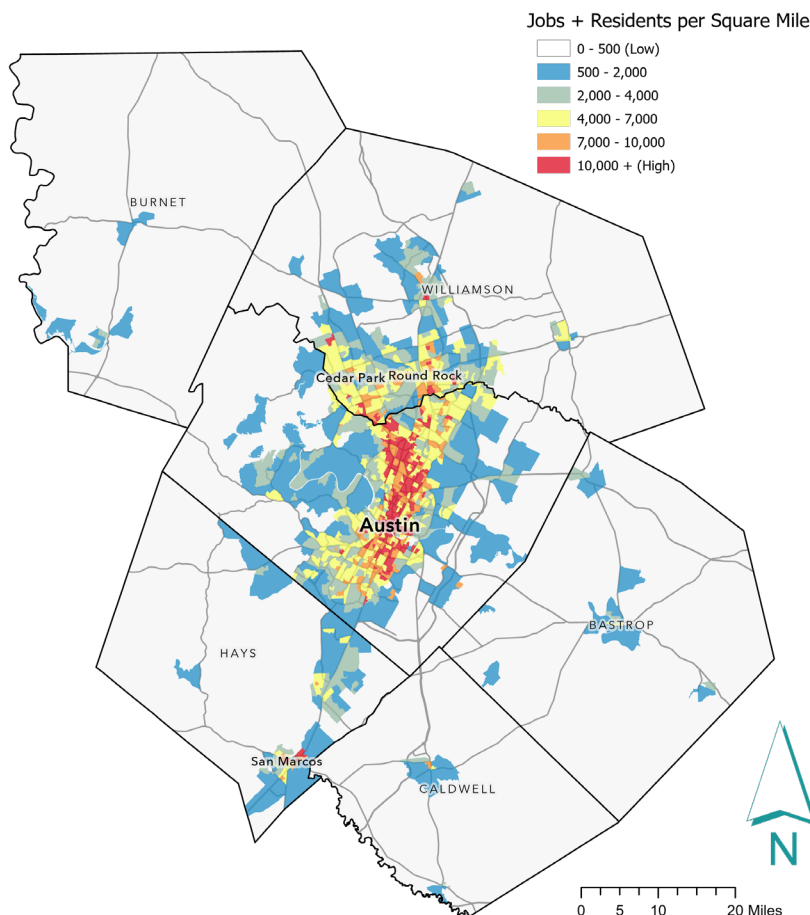 Jobs + Residents per Square Mile
0 - 500 (Low)
500 - 2,000
2,000 - 4,000
4,000 - 7,000
7,000 - 10,000
10,000 + (High)
BURNET
WILLIAMSON
Cedar Park Round Rock
Austin
BASTROP
HAYS
San Marcos
CALDWELL
N
0 5 10 20 Miles